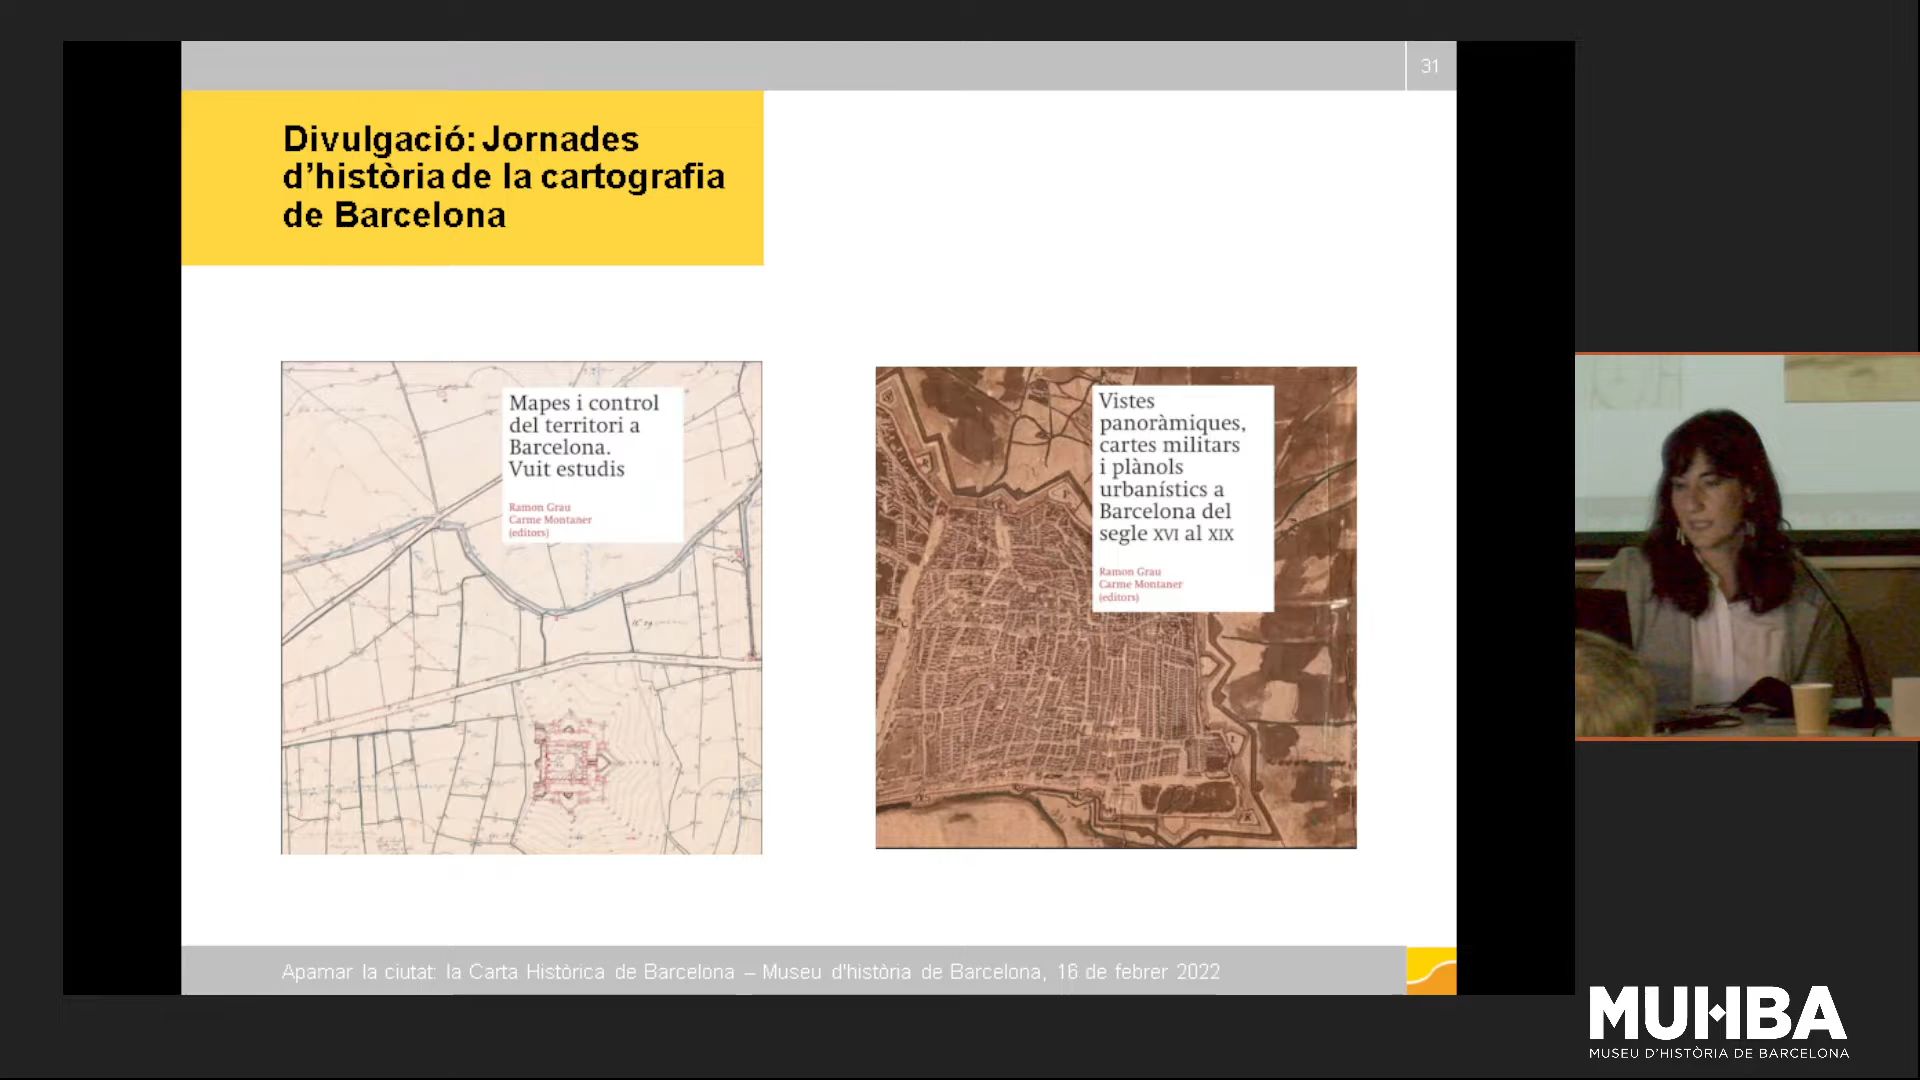 31
Divulgació: Jornades
d’història de la cartografia
de Barcelona
Mapes i control
del territori a
Barcelona.
Vuit estudis
Ramon Grau
Carme Montaner
(editors)
Vistes
panoràmiques,
cartes militars
i plànols
urbanístics a
Barcelona del
segle XVI al XIX
Ramon Grau
Carme Montaner
(editors)
Apamar la ciutat: la Carta Històrica de Barcelona – Museu d'història de Barcelona, 16 de febrer 2022
MUHBA
MUSEU D'HISTÒRIA DE BARCELONA